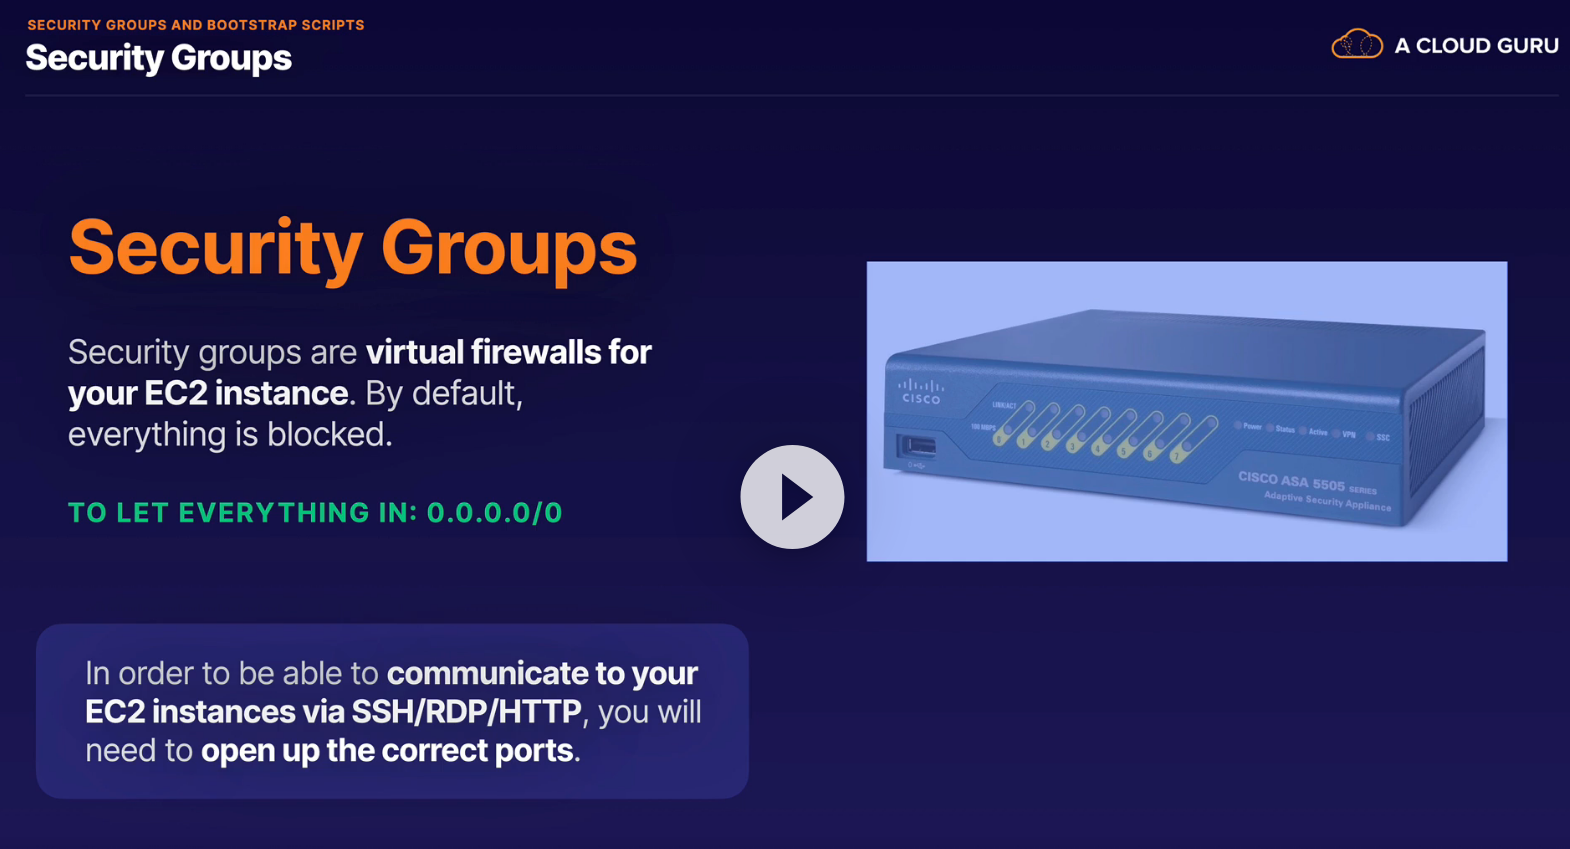 SECURITY GROUPS AND BOOTSTRAP SCRIPTS
Security Groups
A CLOUD GURU
Security Groups
Security groups are virtual firewalls for
your EC2 instance. By default,
everything is blocked.
TO LET EVERYTHING IN: 0.0.0.0/0
In order to be able to communicate to your
EC2 instances via SSH/RDP/HTTP, you will
need to open up the correct ports.
CISCO
LINK/ACT
100 MBPS
0 1 2 3 4 5 6 7
Power Status Active VPN SSC
CISCO ASA 5505 SERIES
Adaptive Security Appliance